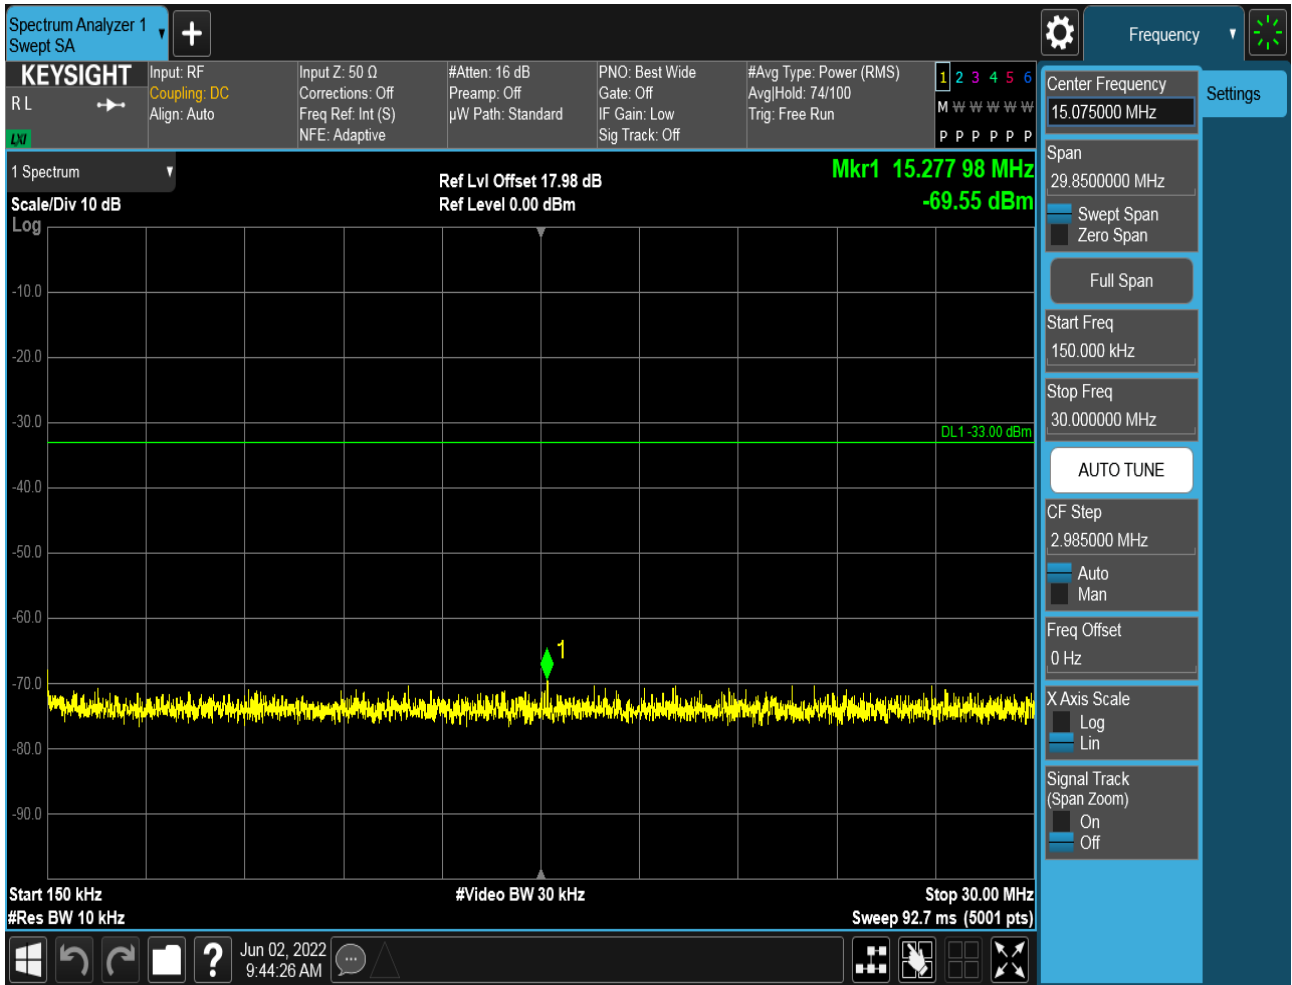 Spectrum Analyzer 1
Swept SA
Frequency
KEYSIGHT
R L
LXI
Input: RF
Coupling: DC
Align: Auto
Input Z: 50 Ω
Corrections: Off
Freq Ref: Int (S)
NFE: Adaptive
#Atten: 16 dB
Preamp: Off
µW Path: Standard
PNO: Best Wide
Gate: Off
IF Gain: Low
Sig Track: Off
#Avg Type: Power (RMS)
Avg|Hold: 74/100
Trig: Free Run
1 2 3 4 5 6
M W W W W W
P P P P P P
1 Spectrum
Scale/Div 10 dB
Log
Ref Lvl Offset 17.98 dB
Ref Level 0.00 dBm
Mkr1 15.277 98 MHz
-69.55 dBm
-10.0
-20.0
-30.0
DL1 -33.00 dBm
-40.0
-50.0
-60.0
1
-70.0
-80.0
-90.0
Start 150 kHz
#Video BW 30 kHz
Stop 30.00 MHz
#Res BW 10 kHz
Sweep 92.7 ms (5001 pts)
Jun 02, 2022
9:44:26 AM
Center Frequency
15.075000 MHz
Settings
Span
29.8500000 MHz
Swept Span
Zero Span
Full Span
Start Freq
150.000 kHz
Stop Freq
30.000000 MHz
AUTO TUNE
CF Step
2.985000 MHz
Auto
Man
Freq Offset
0 Hz
X Axis Scale
Log
Lin
Signal Track
(Span Zoom)
On
Off